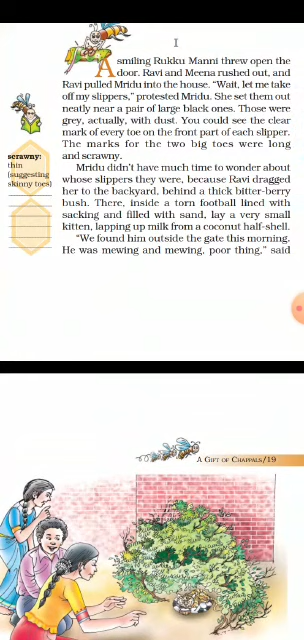 I
A smiling Rukku Manni threw open the
door. Ravi and Meena rushed out, and
Ravi pulled Mridu into the house. "Wait, let me take
off my slippers," protested Mridu. She set them out
neatly near a pair of large black ones. Those were
grey, actually, with dust. You could see the clear
mark of every toe on the front part of each slipper.
The marks for the two big toes were long
and scrawny.
scrawny:
thin
(suggesting
skinny toes)
Mridu didn't have much time to wonder about
whose slippers they were, because Ravi dragged
her to the backyard, behind a thick bitter-berry
bush. There, inside a torn football lined with
sacking and filled with sand, lay a very small
kitten, lapping up milk from a coconut half-shell.
"We found him outside the gate this morning.
He was mewing and mewing, poor thing," said
A GIFT OF CHAPPALS/19